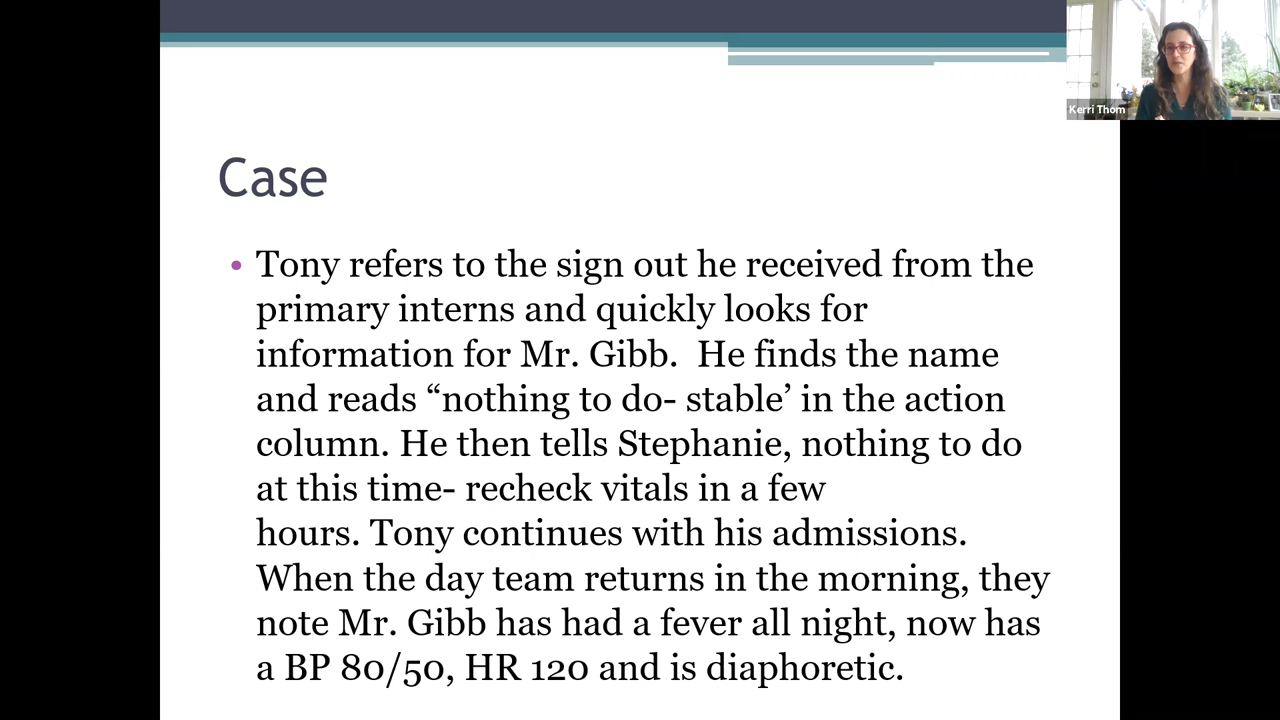 Kerri Thom
Case
• Tony refers to the sign out he received from the
primary interns and quickly looks for
information for Mr. Gibb.  He finds the name
and reads “nothing to do- stable’ in the action
column. He then tells Stephanie, nothing to do
at this time- recheck vitals in a few
hours. Tony continues with his admissions.
When the day team returns in the morning, they
note Mr. Gibb has had a fever all night, now has
a BP 80/50, HR 120 and is diaphoretic.